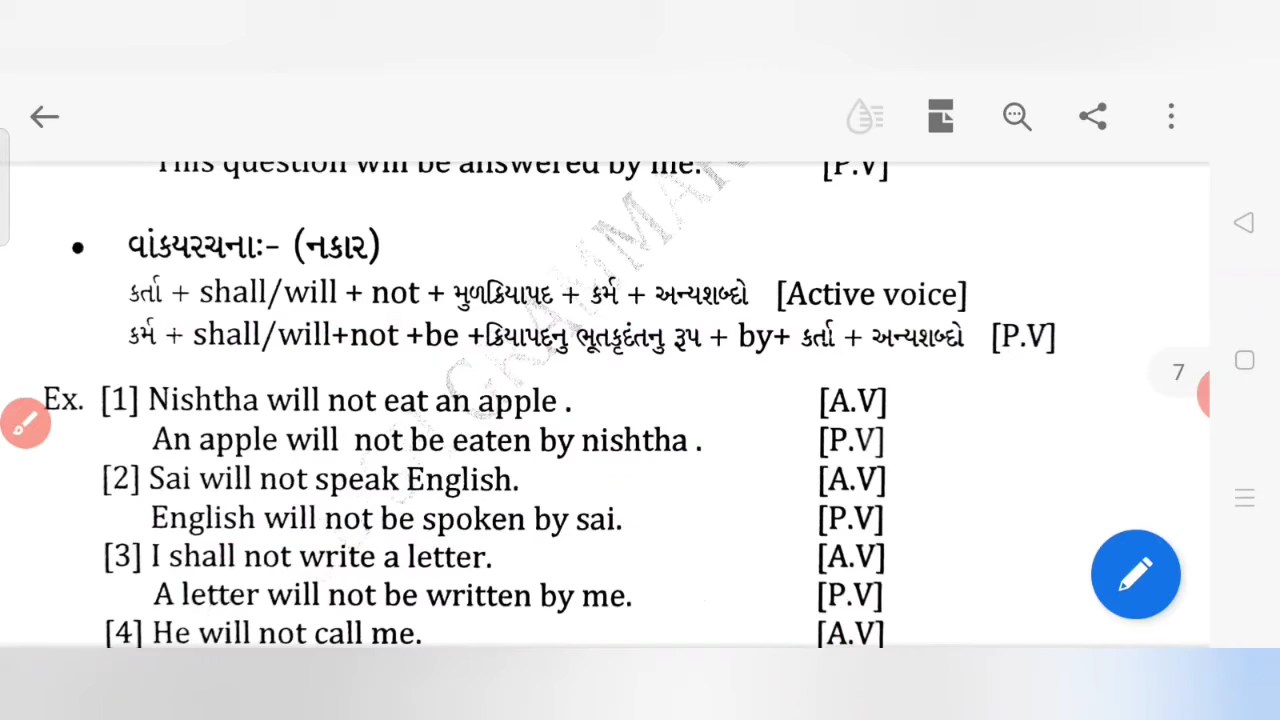 This question will be answered by me. [P.V]
• વાંકયરચનાઃ- (નકાર)
કર્તા + shall/will + not + મુળક્રિયાપદ + કર્મ + અન્યશબ્દો [Active voice]
કર્મ + shall/will+not +be +ક્રિયાપદનુ ભૂતકૃદંતનુ રૂપ + by+ કર્તા + અન્યશબ્દો [P.V]
7
Ex. [1] Nishtha will not eat an apple . [A.V]
An apple will not be eaten by nishtha . [P.V]
[2] Sai will not speak English. [A.V]
English will not be spoken by sai. [P.V]
[3] I shall not write a letter. [A.V]
A letter will not be written by me. [P.V]
[4] He will not call me. [A.V]
GRAMMAR